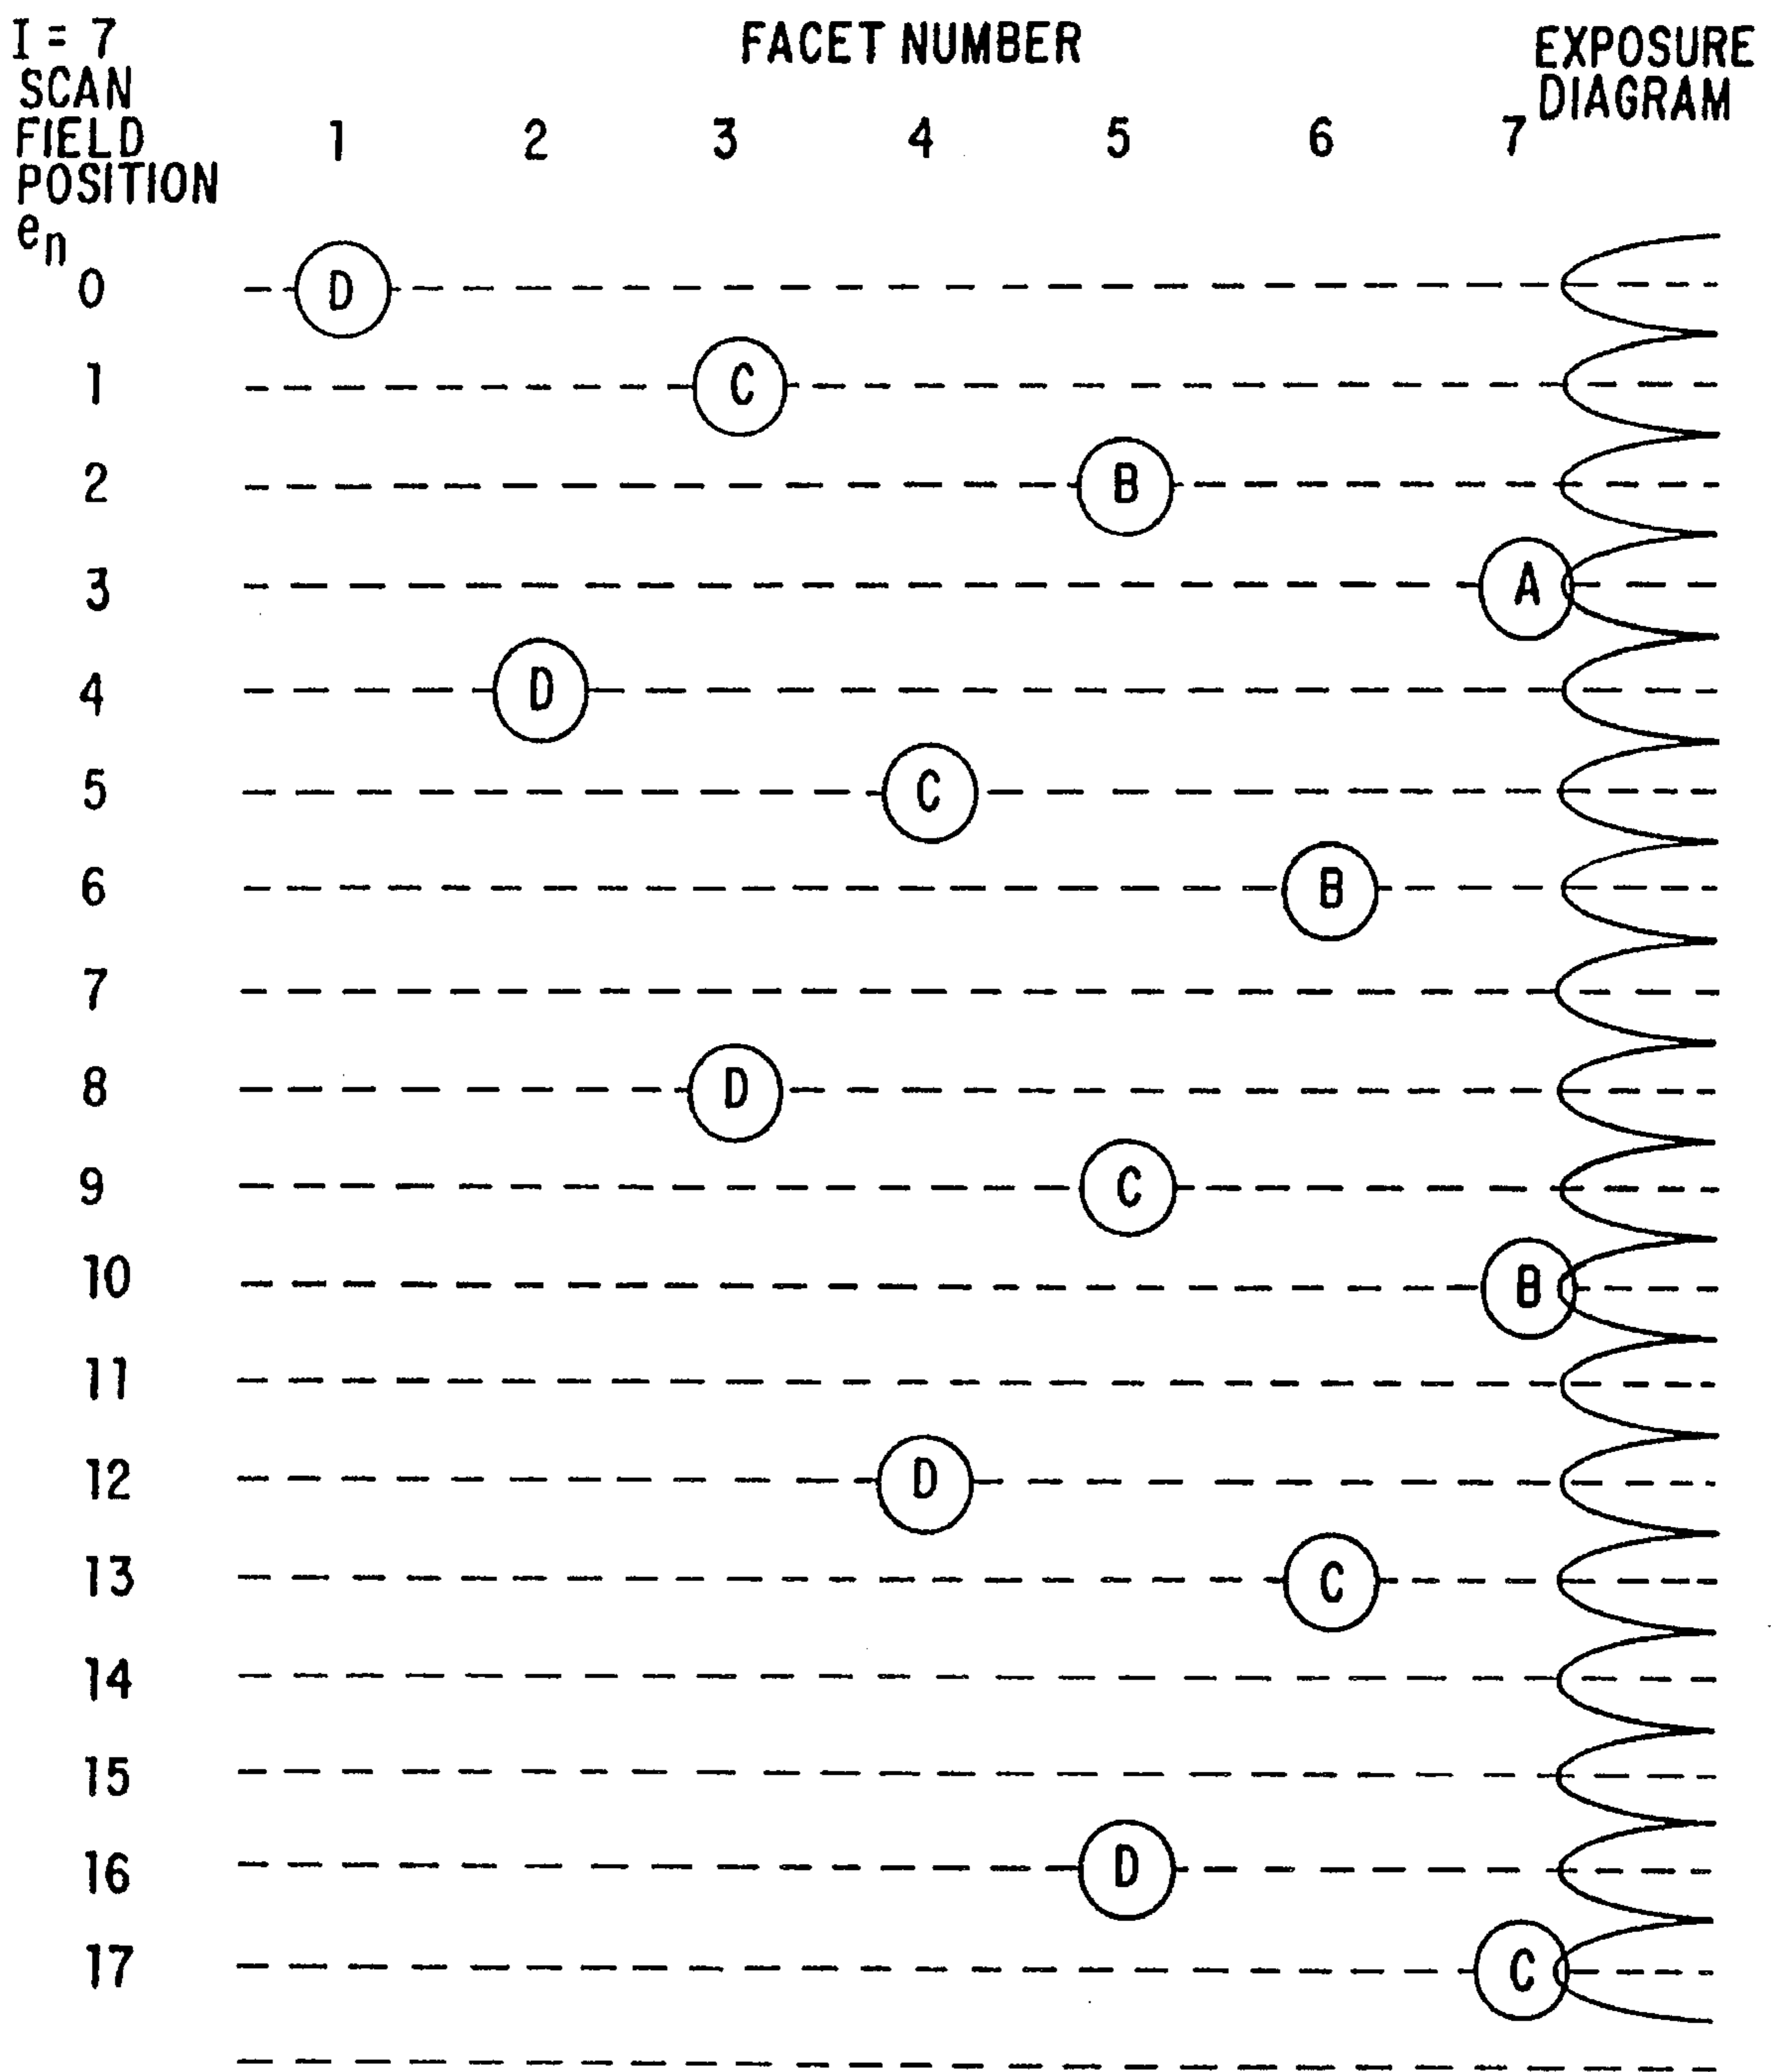 I = 7
SCAN
FIELD
POSITION
en
FACET NUMBER
EXPOSURE
DIAGRAM
1 2 3 4 5 6 7
0 D
1 C
2 B
3 A
4 D
5 C
6 B
7
8 D
9 C
10 B
11
12 D
13 C
14
15
16 D
17 C